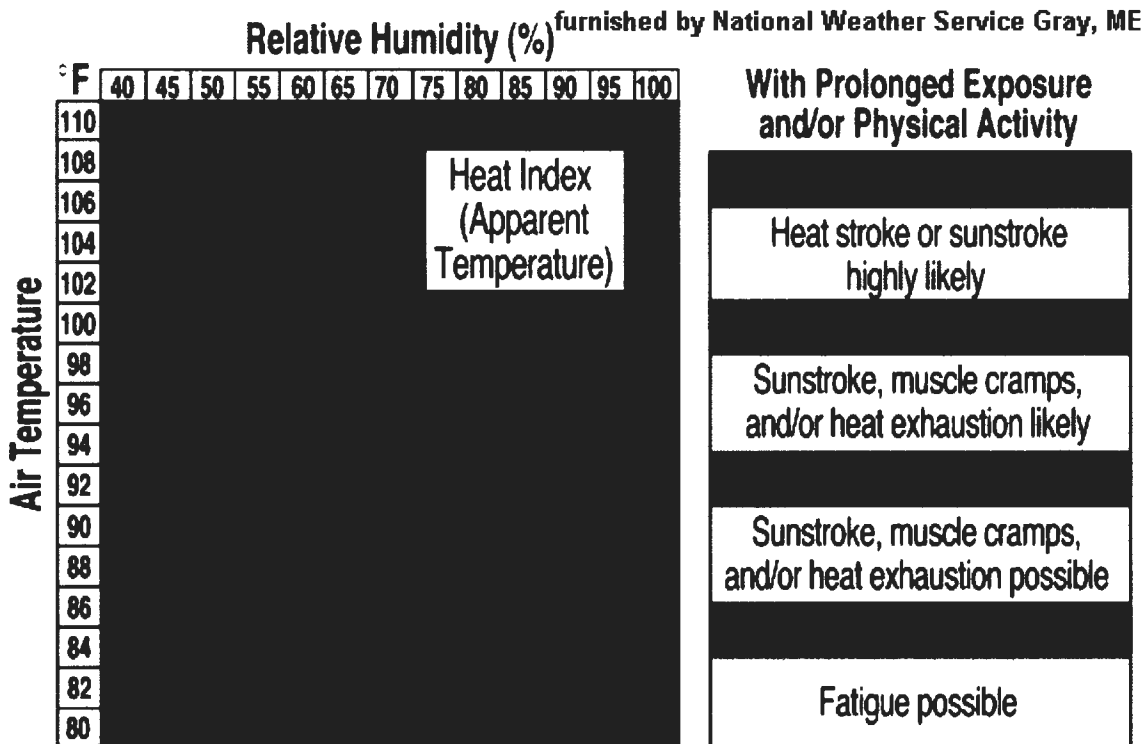 furnished by National Weather Service Gray, ME
Relative Humidity (%)
°F 40 45 50 55 60 65 70 75 80 85 90 95 100
Air Temperature
110
108
106
104
102
100
98
96
94
92
90
88
86
84
82
80
Heat Index
(Apparent
Temperature)
With Prolonged Exposure
and/or Physical Activity
Heat stroke or sunstroke
highly likely
Sunstroke, muscle cramps,
and/or heat exhaustion likely
Sunstroke, muscle cramps,
and/or heat exhaustion possible
Fatigue possible